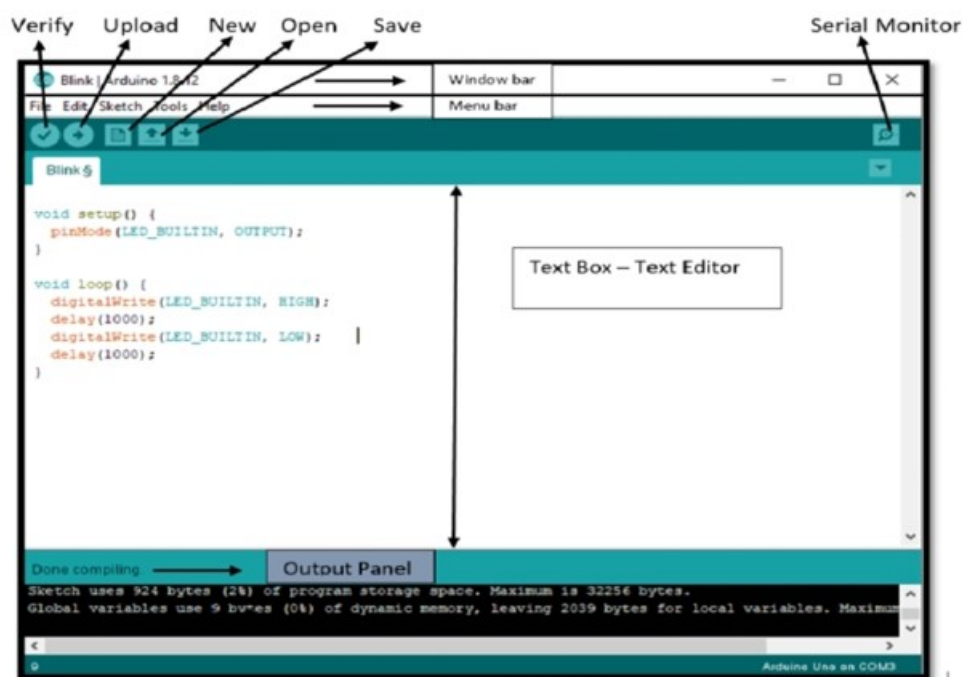 Verify Upload New Open Save Serial Monitor
Blink | Arduino 1.8.12 Window bar
File Edit Sketch Tools Help Menu bar
Blink §
void setup() {
pinMode(LED_BUILTIN, OUTPUT);
}
Text Box – Text Editor
void loop() {
digitalWrite(LED_BUILTIN, HIGH);
delay(1000);
digitalWrite(LED_BUILTIN, LOW);
delay(1000);
}
Done compiling. Output Panel
Sketch uses 924 bytes (2%) of program storage space. Maximum is 32256 bytes.
Global variables use 9 bytes (0%) of dynamic memory, leaving 2039 bytes for local variables. Maximum
9 Arduino Uno on COM3